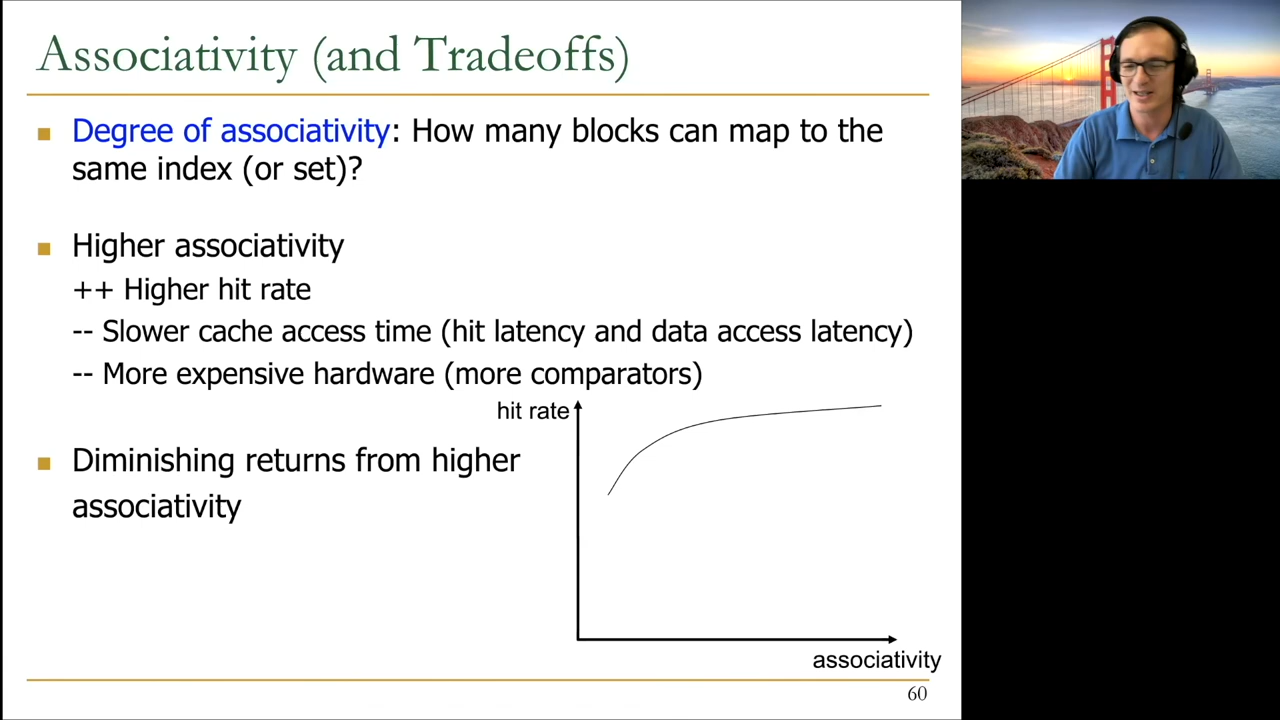 Associativity (and Tradeoffs)
Degree of associativity: How many blocks can map to the
same index (or set)?
Higher associativity
++ Higher hit rate
-- Slower cache access time (hit latency and data access latency)
-- More expensive hardware (more comparators)
hit rate
Diminishing returns from higher
associativity
associativity
60